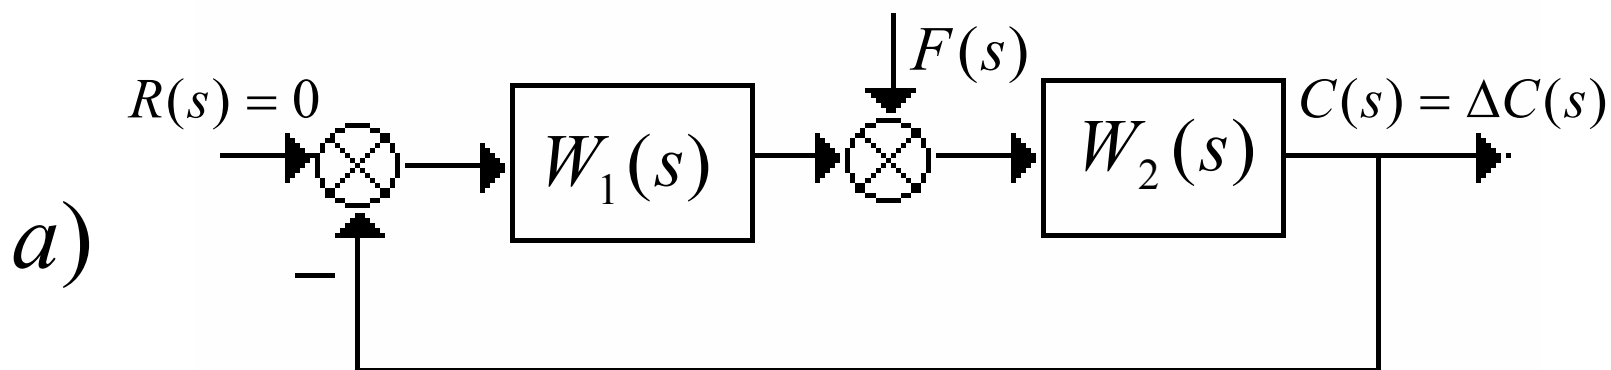 F(s)
R(s) = 0
C(s) = ΔC(s)
W₁(s)
W₂(s)
a)
−